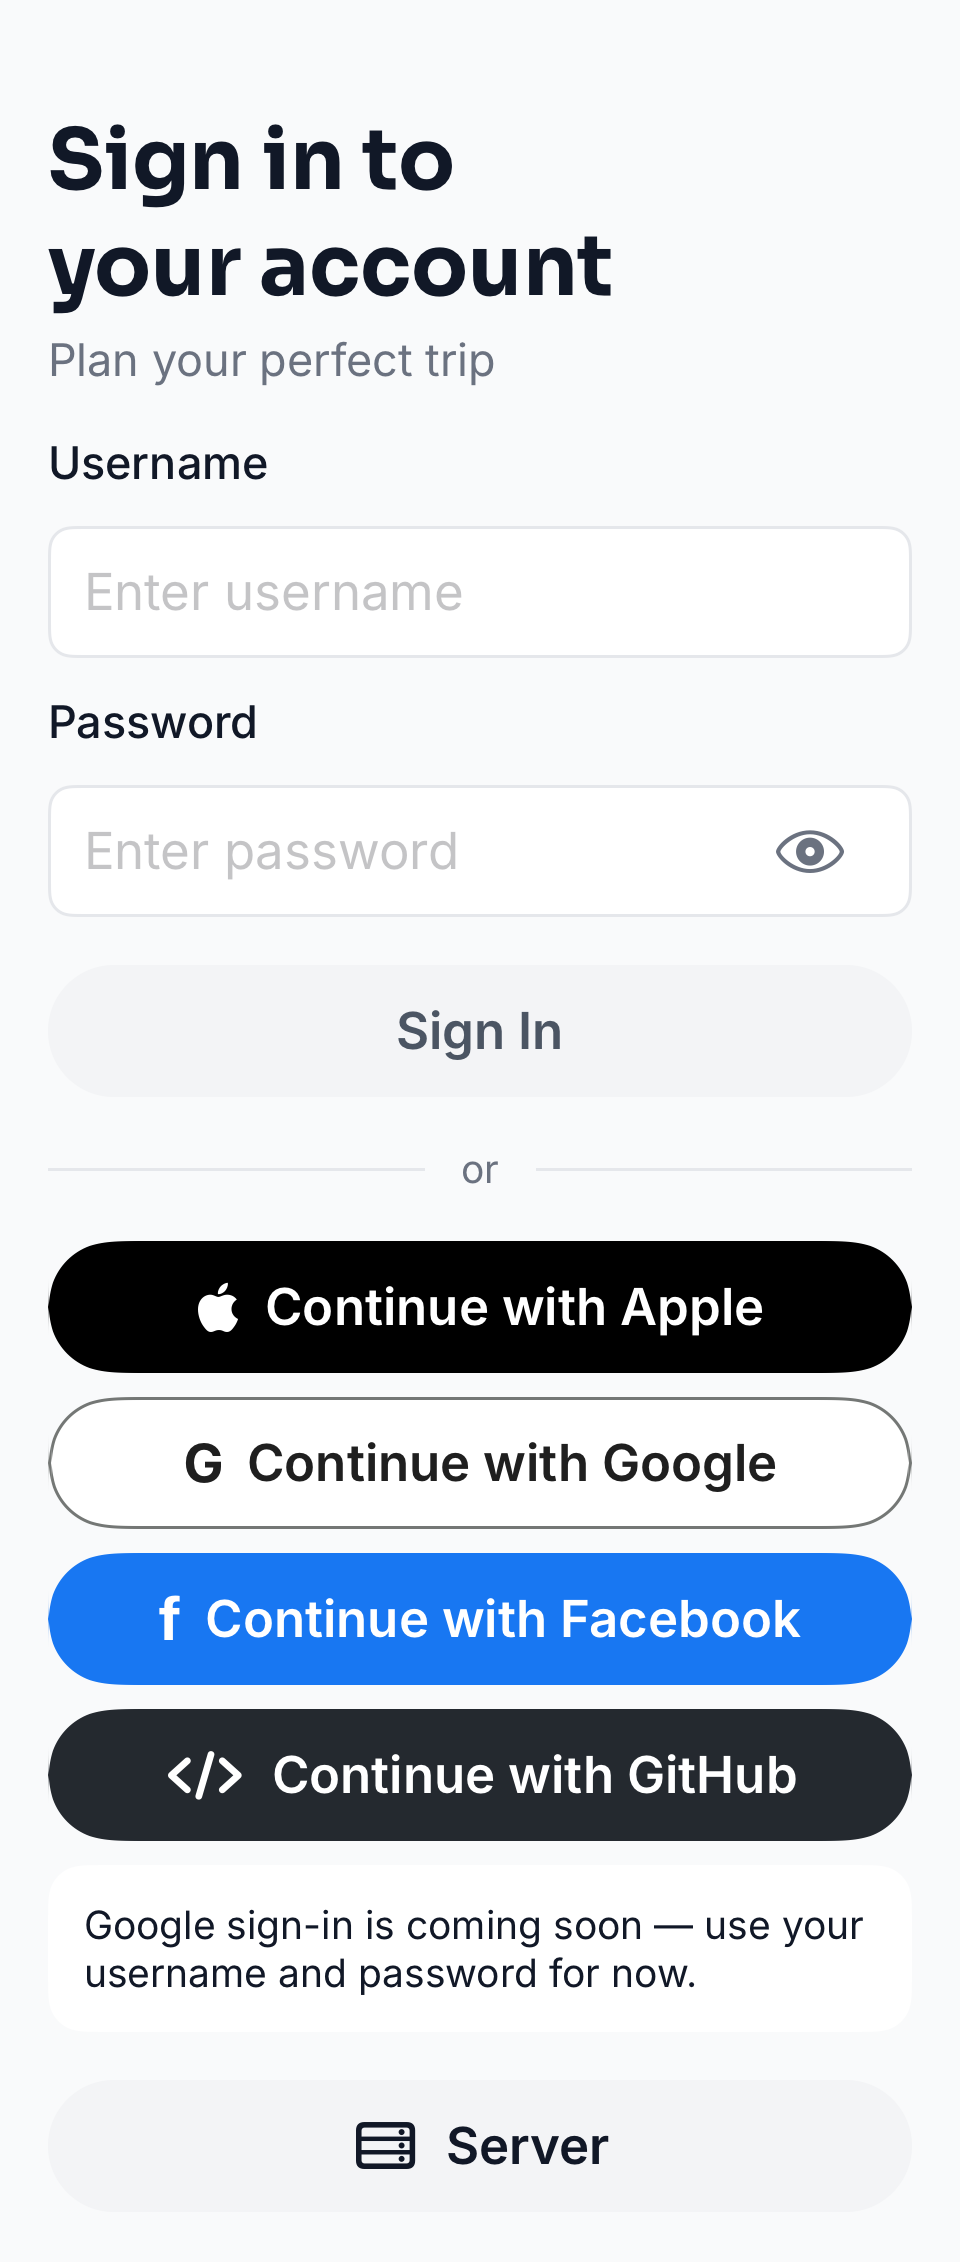 Sign in to
your account
Plan your perfect trip
Username
Enter username
Password
Enter password
Sign In
or
Continue with Apple
G Continue with Google
f Continue with Facebook
</> Continue with GitHub
Google sign-in is coming soon — use your
username and password for now.
Server